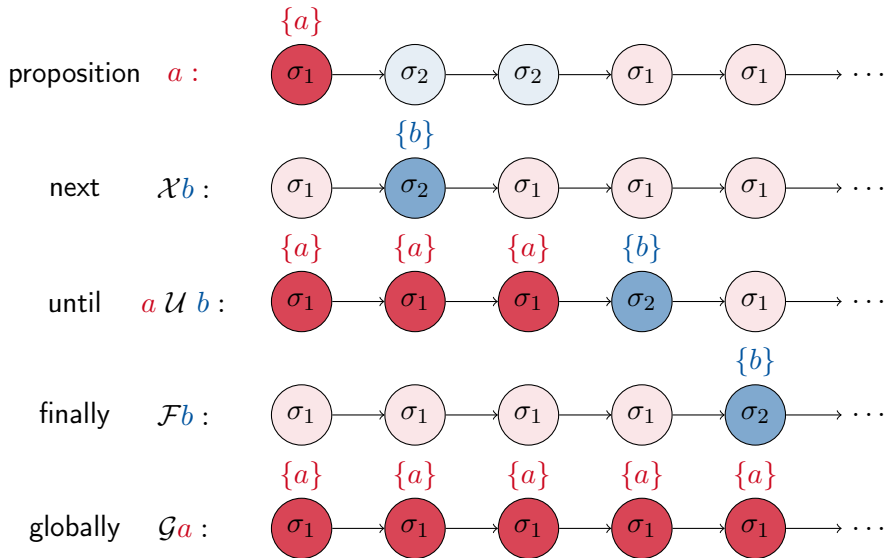 {a}
proposition a : σ1 σ2 σ2 σ1 σ1 ···
{b}
next 𝒳b : σ1 σ2 σ1 σ1 σ1 ···
{a} {a} {a} {b}
until a 𝒰 b : σ1 σ1 σ1 σ2 σ1 ···
{b}
finally ℱb : σ1 σ1 σ1 σ1 σ2 ···
{a} {a} {a} {a} {a}
globally 𝒢a : σ1 σ1 σ1 σ1 σ1 ···